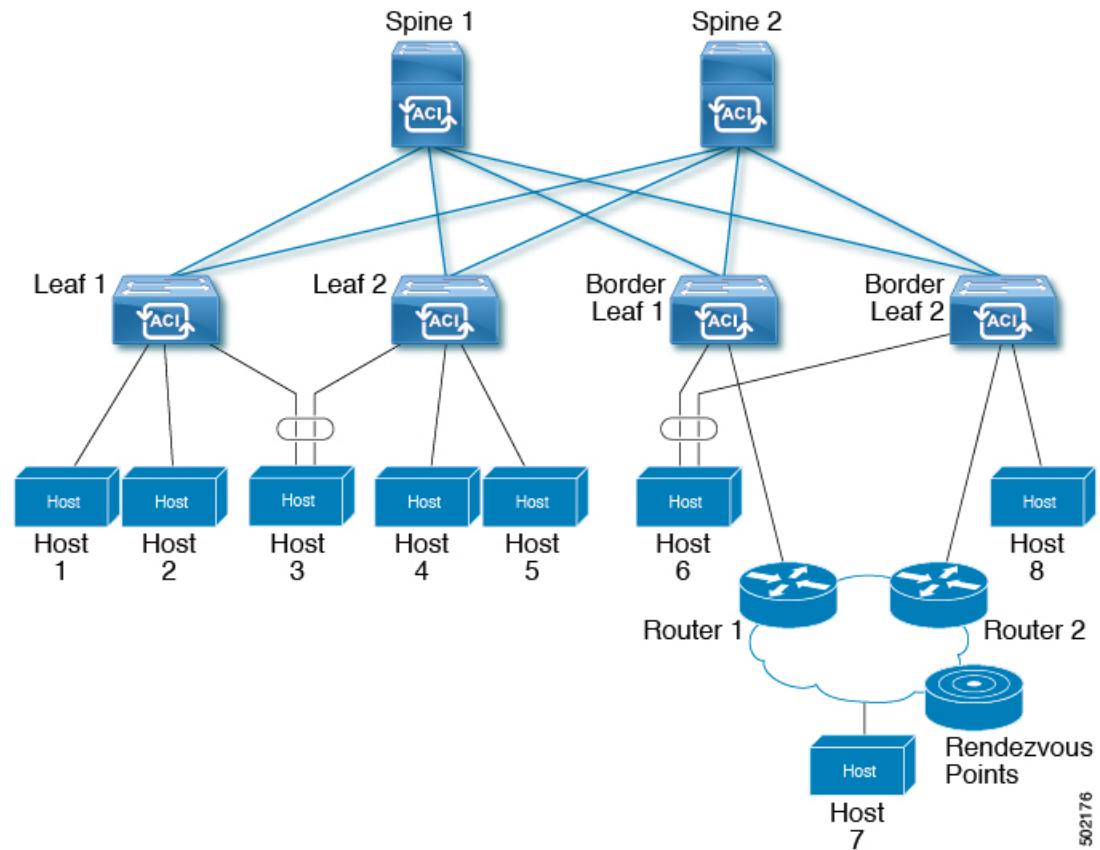 Spine 1
Spine 2
ACI
ACI
Leaf 1
Leaf 2
Border
Leaf 1
Border
Leaf 2
ACI
ACI
ACI
ACI
Host
Host
Host
Host
Host
Host
Host
Host
1
Host
2
Host
3
Host
4
Host
5
Host
6
Host
8
Router 1
Router 2
Rendezvous
Points
Host
Host
7
502176